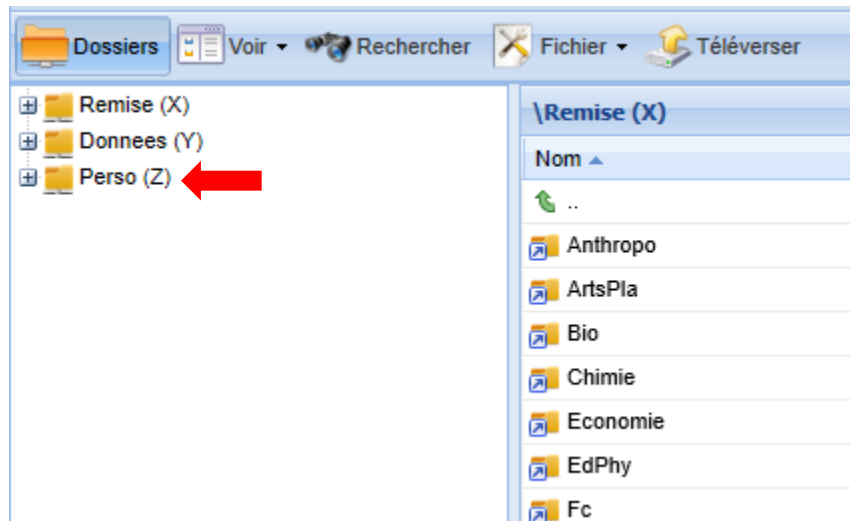 Dossiers Voir Rechercher Fichier Téléverser
Remise (X)
Donnees (Y)
Perso (Z)
\Remise (X)
Nom
..
Anthropo
ArtsPla
Bio
Chimie
Economie
EdPhy
Fc